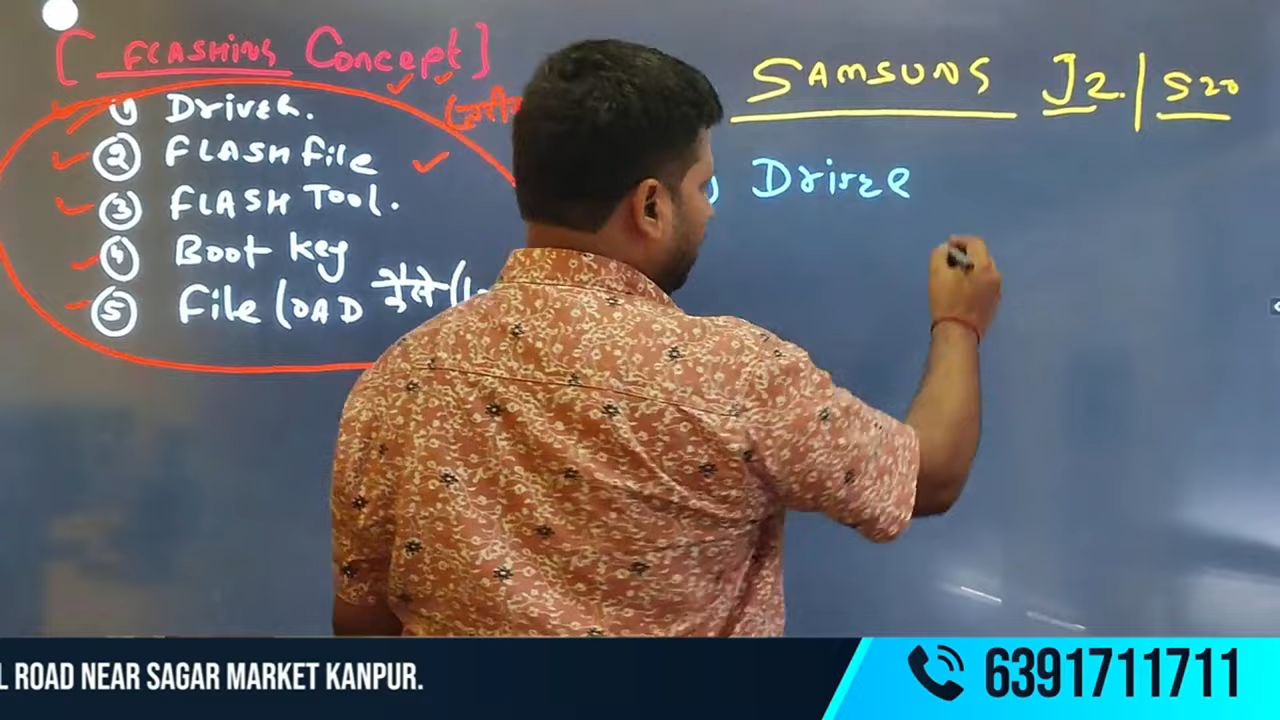 [ FLASHING Concept ]
1) Driver.
② FLASH File
③ FLASH TOOL.
④ Boot key
⑤ File LOAD कैसे
SAMSUNG J2. | S20
Driver
L ROAD NEAR SAGAR MARKET KANPUR.
6391711711